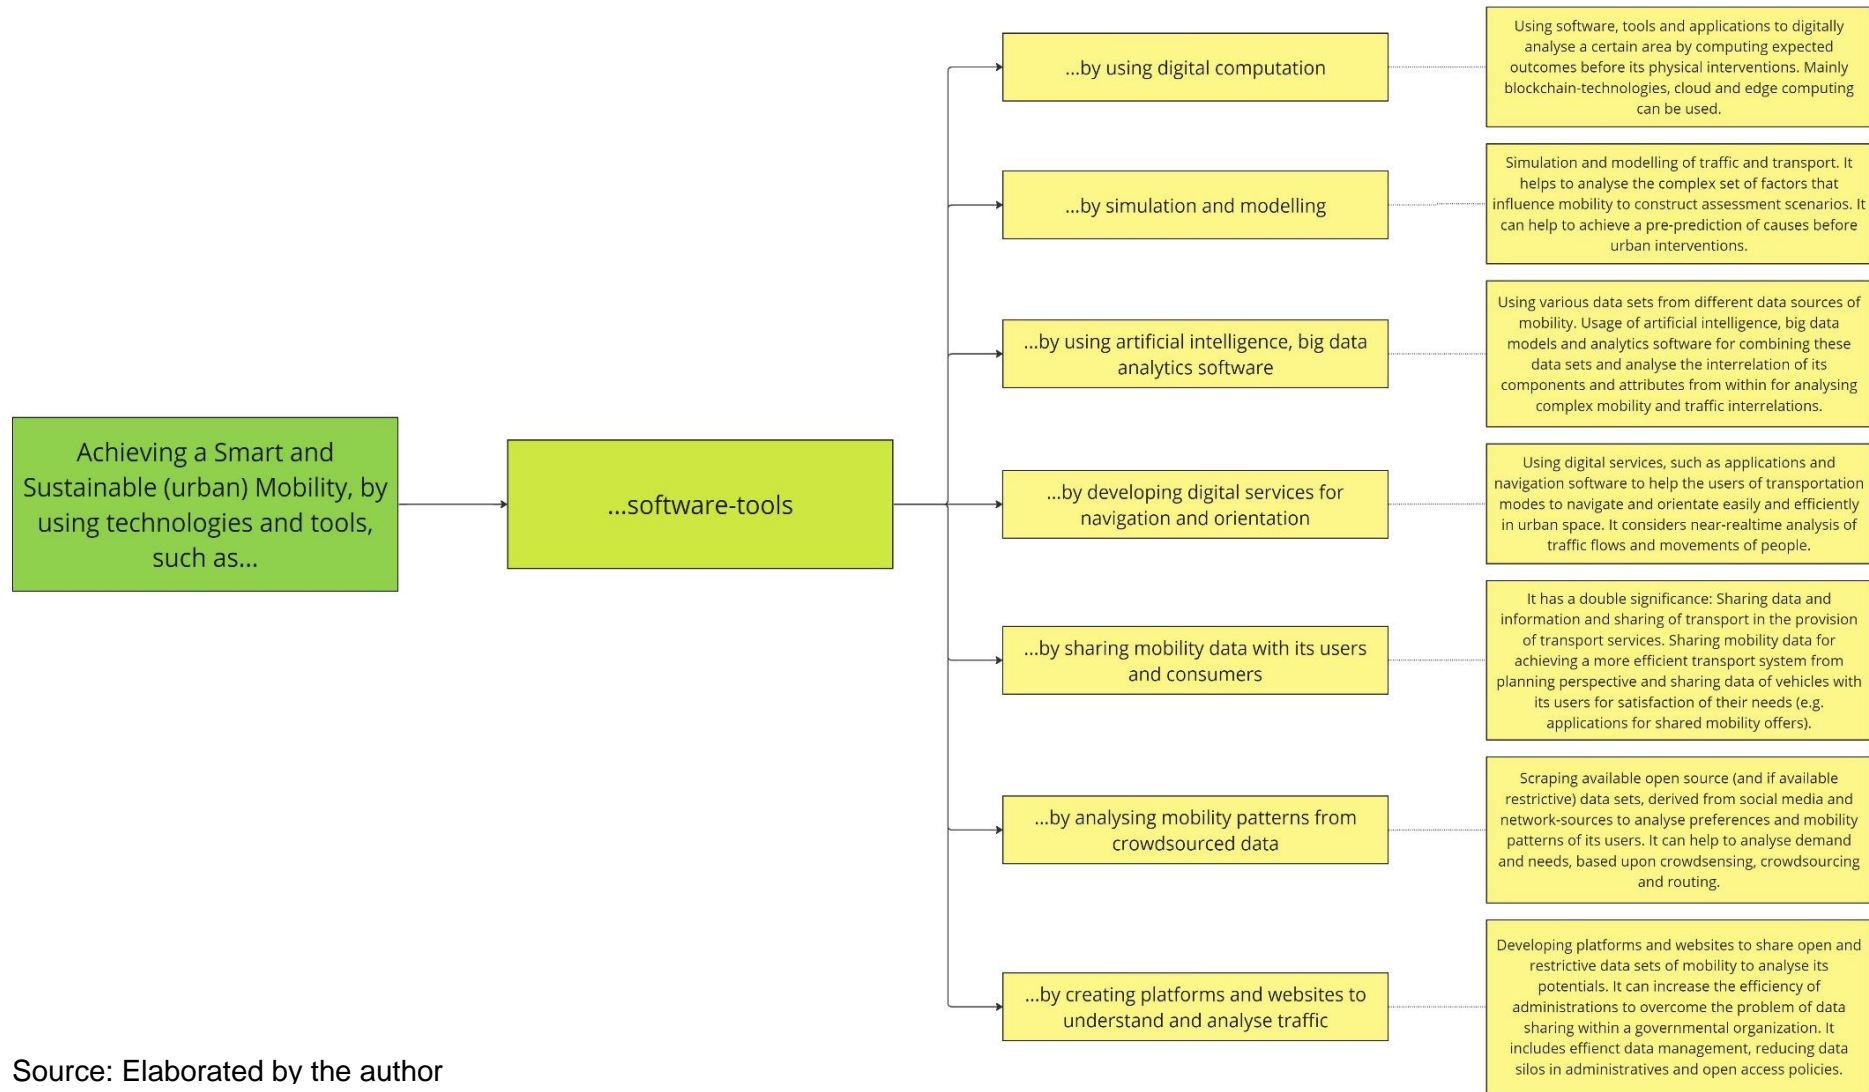 Achieving a Smart and
Sustainable (urban) Mobility, by
using technologies and tools,
such as...
...software-tools
...by using digital computation
Using software, tools and applications to digitally
analyse a certain area by computing expected
outcomes before its physical interventions. Mainly
blockchain-technologies, cloud and edge computing
can be used.
...by simulation and modelling
Simulation and modelling of traffic and transport. It
helps to analyse the complex set of factors that
influence mobility to construct assessment scenarios. It
can help to achieve a pre-prediction of causes before
urban interventions.
...by using artificial intelligence, big data
analytics software
Using various data sets from different data sources of
mobility. Usage of artificial intelligence, big data
models and analytics software for combining these
data sets and analyse the interrelation of its
components and attributes from within for analysing
complex mobility and traffic interrelations.
...by developing digital services for
navigation and orientation
Using digital services, such as applications and
navigation software to help the users of transportation
modes to navigate and orientate easily and efficiently
in urban space. It considers near-realtime analysis of
traffic flows and movements of people.
...by sharing mobility data with its users
and consumers
It has a double significance: Sharing data and
information and sharing of transport in the provision
of transport services. Sharing mobility data for
achieving a more efficient transport system from
planning perspective and sharing data of vehicles with
its users for satisfaction of their needs (e.g.
applications for shared mobility offers).
...by analysing mobility patterns from
crowdsourced data
Scraping available open source (and if available
restrictive) data sets, derived from social media and
network-sources to analyse preferences and mobility
patterns of its users. It can help to analyse demand
and needs, based upon crowdsensing, crowdsourcing
and routing.
...by creating platforms and websites to
understand and analyse traffic
Developing platforms and websites to share open and
restrictive data sets of mobility to analyse its
potentials. It can increase the efficiency of
administrations to overcome the problem of data
sharing within a governmental organization. It
includes effienct data management, reducing data
silos in administratives and open access policies.
Source: Elaborated by the author